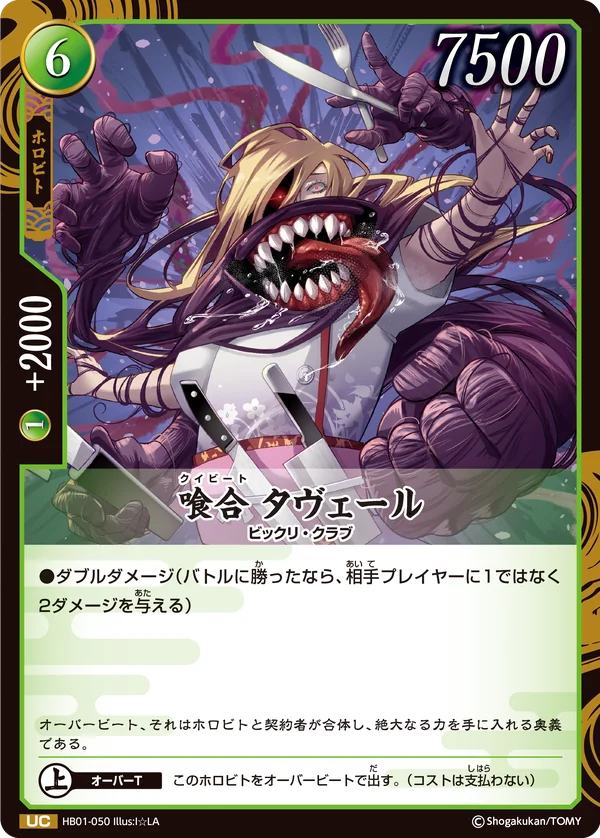 6
7500
ホロビト
+2000
1
クイビート
喰合 タヴェール
ビックリ・クラブ
●ダブルダメージ(バトルに勝ったなら、相手プレイヤーに1ではなく
2ダメージを与える)
オーバービート、それはホロビトと契約者が合体し、絶大なる力を手に入れる奥義
である。
上 オーバーT このホロビトをオーバービートで出す。(コストは支払わない)
UC HB01-050 Illus:I☆LA ©Shogakukan/TOMY